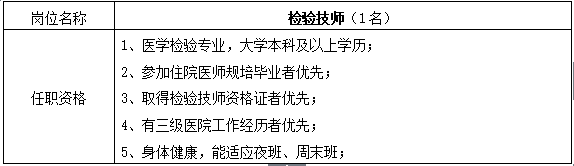 岗位名称 检验技师（1 名）
1、医学检验专业，大学本科及以上学历；
2、参加住院医师规培毕业者优先；
任职资格 3、取得检验技师资格证者优先；
4、有三级医院工作经历者优先；
5、身体健康，能适应夜班、周末班；